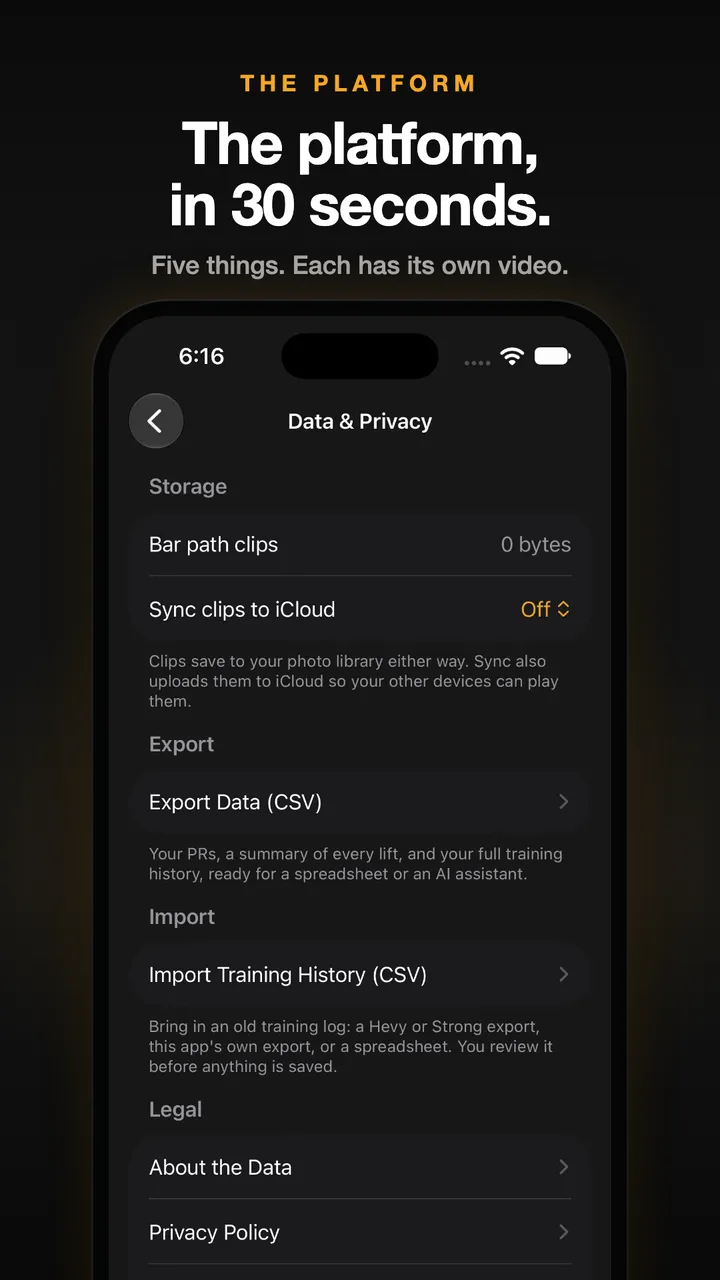 THE PLATFORM
The platform,
in 30 seconds.
Five things. Each has its own video.
6:16
Data & Privacy
Storage
Bar path clips 0 bytes
Sync clips to iCloud Off
Clips save to your photo library either way. Sync also
uploads them to iCloud so your other devices can play
them.
Export
Export Data (CSV)
Your PRs, a summary of every lift, and your full training
history, ready for a spreadsheet or an AI assistant.
Import
Import Training History (CSV)
Bring in an old training log: a Hevy or Strong export,
this app's own export, or a spreadsheet. You review it
before anything is saved.
Legal
About the Data
Privacy Policy